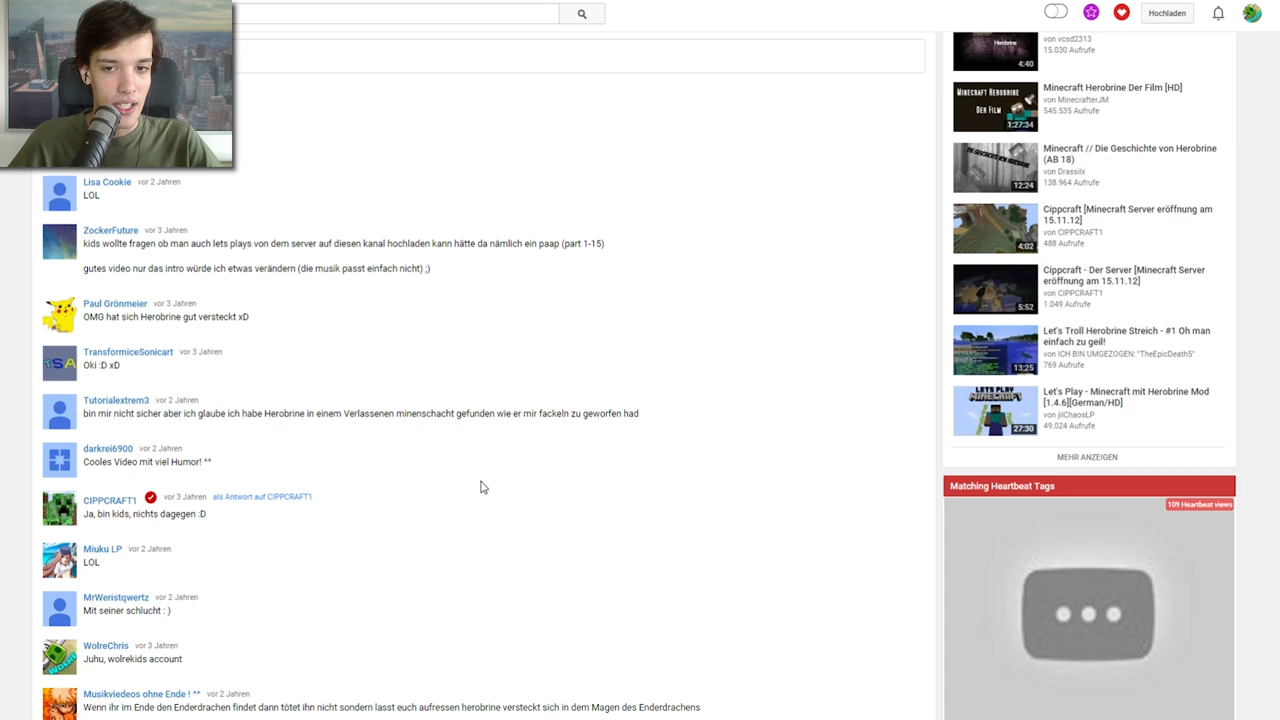 Hochladen
Lisa Cookie vor 2 Jahren
LOL
ZockerFuture vor 3 Jahren
kids wollte fragen ob man auch lets plays von dem server auf diesen kanal hochladen kann hätte da nämlich ein paap (part 1-15)
gutes video nur das intro würde ich etwas verändern (die musik passt einfach nicht) ;)
Paul Grönmeier vor 3 Jahren
OMG hat sich Herobrine gut versteckt xD
TransformiceSonicart vor 3 Jahren
TSA
Oki :D xD
Tutorialextrem3 vor 2 Jahren
bin mir nicht sicher aber ich glaube ich habe Herobrine in einem Verlassenen minenschacht gefunden wie er mir fackeln zu geworfen had
darkrei6900 vor 2 Jahren
Cooles Video mit viel Humor! ^^
CIPPCRAFT1 vor 3 Jahren als Antwort auf CIPPCRAFT1
Ja, bin kids, nichts dagegen :D
Miuku LP vor 2 Jahren
LOL
MrWeristqwertz vor 2 Jahren
Mit seiner schlucht : )
WolreChris vor 3 Jahren
Juhu, wolrekids account
Musikviedeos ohne Ende ! ^^ vor 2 Jahren
Wenn ihr im Ende den Enderdrachen findet dann tötet ihn nicht sondern lasst euch aufressen herobrine versteckt sich in dem Magen des Enderdrachens
Herobrine
4:40
von vcsd2313
15.030 Aufrufe
MINECRAFT HEROBRINE
DER FILM
1:27:34
Minecraft Herobrine Der Film [HD]
von MinecrafterJM
545.535 Aufrufe
12:24
Minecraft // Die Geschichte von Herobrine
(AB 18)
von Drassilx
138.964 Aufrufe
4:02
Cippcraft [Minecraft Server eröffnung am
15.11.12]
von CIPPCRAFT1
488 Aufrufe
5:52
Cippcraft - Der Server [Minecraft Server
eröffnung am 15.11.12]
von CIPPCRAFT1
1.049 Aufrufe
13:25
Let's Troll Herobrine Streich - #1 Oh man
einfach zu geil!
von ICH BIN UMGEZOGEN: "TheEpicDeath5"
769 Aufrufe
LETS PLAY
MINECRAFT
27:30
Let's Play - Minecraft mit Herobrine Mod
[1.4.6][German/HD]
von jilChaosLP
49.024 Aufrufe
MEHR ANZEIGEN
Matching Heartbeat Tags
109 Heartbeat views